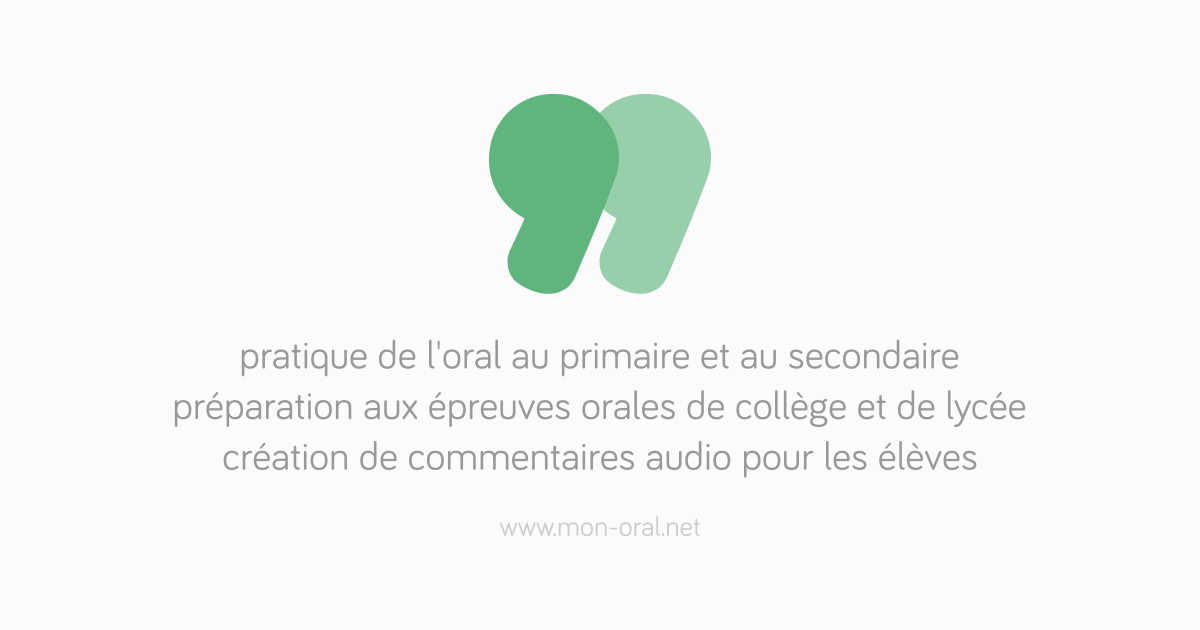 pratique de l'oral au primaire et au secondaire
préparation aux épreuves orales de collège et de lycée
création de commentaires audio pour les élèves
www.mon-oral.net